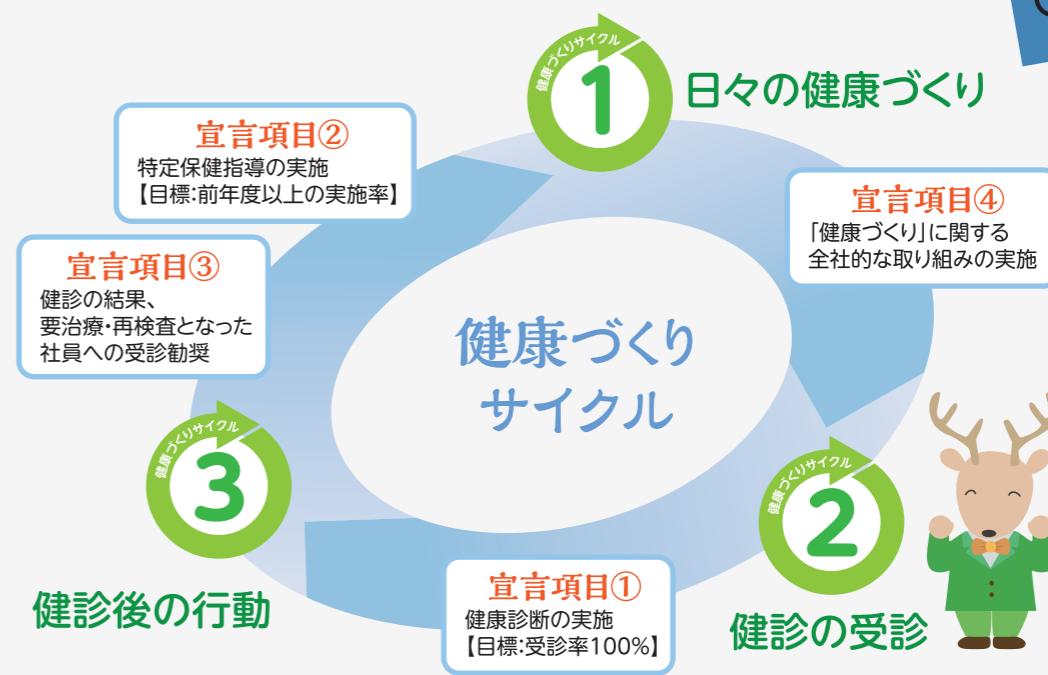 健康づくりサイクル
1
日々の健康づくり
宣言項目②
特定保健指導の実施
【目標:前年度以上の実施率】
宣言項目④
「健康づくり」に関する
全社的な取り組みの実施
宣言項目③
健診の結果、
要治療・再検査となった
社員への受診勧奨
健康づくり
サイクル
健康づくりサイクル
3
健診後の行動
健康づくりサイクル
2
健診の受診
宣言項目①
健康診断の実施
【目標:受診率100%】